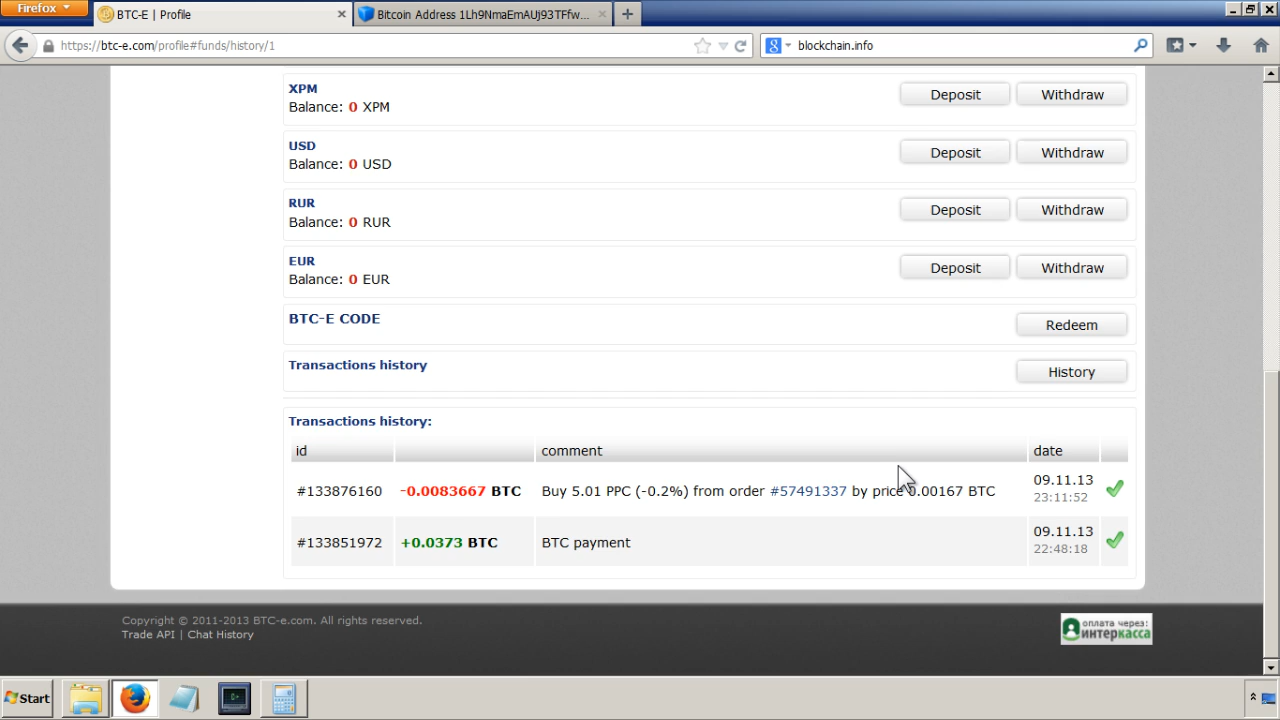 Firefox
BTC-E | Profile
Bitcoin Address 1Lh9NmaEmAUj93TFfw...
https://btc-e.com/profile#funds/history/1
blockchain.info
XPM
Balance: 0 XPM
Deposit
Withdraw
USD
Balance: 0 USD
Deposit
Withdraw
RUR
Balance: 0 RUR
Deposit
Withdraw
EUR
Balance: 0 EUR
Deposit
Withdraw
BTC-E CODE
Redeem
Transactions history
History
Transactions history:
id comment date
#133876160 -0.0083667 BTC Buy 5.01 PPC (-0.2%) from order #57491337 by price 0.00167 BTC 09.11.13
23:11:52
#133851972 +0.0373 BTC BTC payment 09.11.13
22:48:18
Copyright © 2011-2013 BTC-e.com. All rights reserved.
Trade API | Chat History
оплата через:
интеркасса
Start